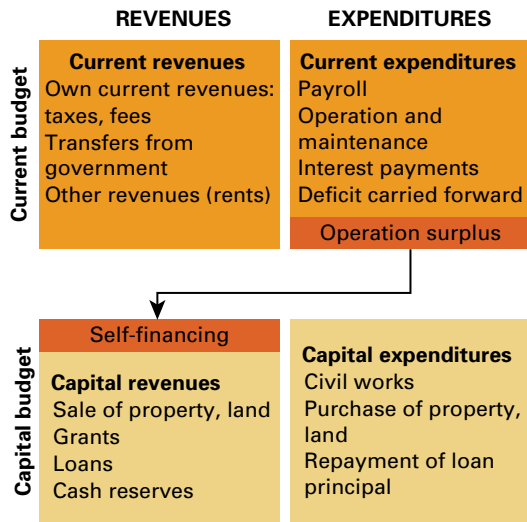 REVENUES
EXPENDITURES
Current budget
Current revenues
Own current revenues:
taxes, fees
Transfers from
government
Other revenues (rents)
Current expenditures
Payroll
Operation and
maintenance
Interest payments
Deficit carried forward
Operation surplus
Capital budget
Self-financing
Capital revenues
Sale of property, land
Grants
Loans
Cash reserves
Capital expenditures
Civil works
Purchase of property,
land
Repayment of loan
principal